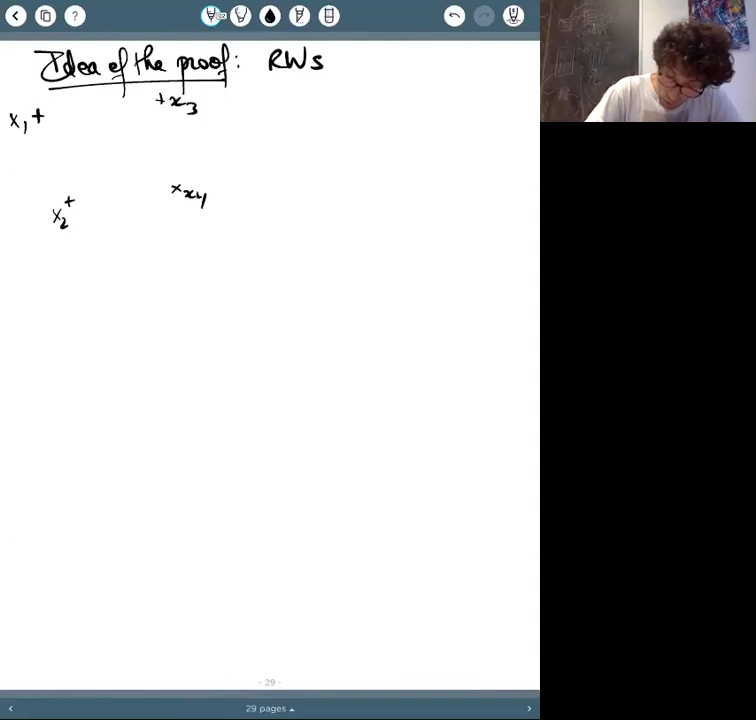 Idea of the proof: RWs
+ x3
x1 +
x2 +
x x4
- 29 -
29 pages